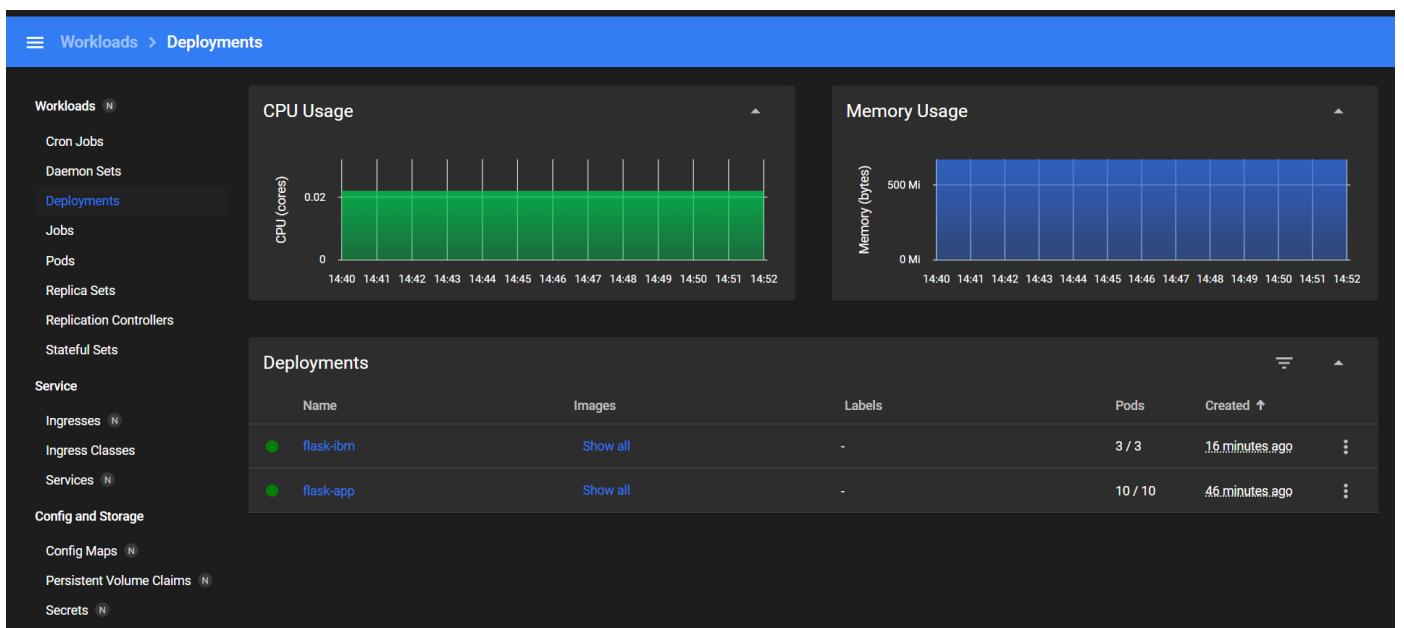 Workloads > Deployments
Workloads N
Cron Jobs
Daemon Sets
Deployments
Jobs
Pods
Replica Sets
Replication Controllers
Stateful Sets
Service
Ingresses N
Ingress Classes
Services N
Config and Storage
Config Maps N
Persistent Volume Claims N
Secrets N
CPU Usage
CPU (cores)
0.02
0
14:40 14:41 14:42 14:43 14:44 14:45 14:46 14:47 14:48 14:49 14:50 14:51 14:52
Memory Usage
Memory (bytes)
500 Mi
0 Mi
14:40 14:41 14:42 14:43 14:44 14:45 14:46 14:47 14:48 14:49 14:50 14:51 14:52
Deployments
Name Images Labels Pods Created ↑
flask-ibm Show all - 3 / 3 16 minutes ago
flask-app Show all - 10 / 10 46 minutes ago